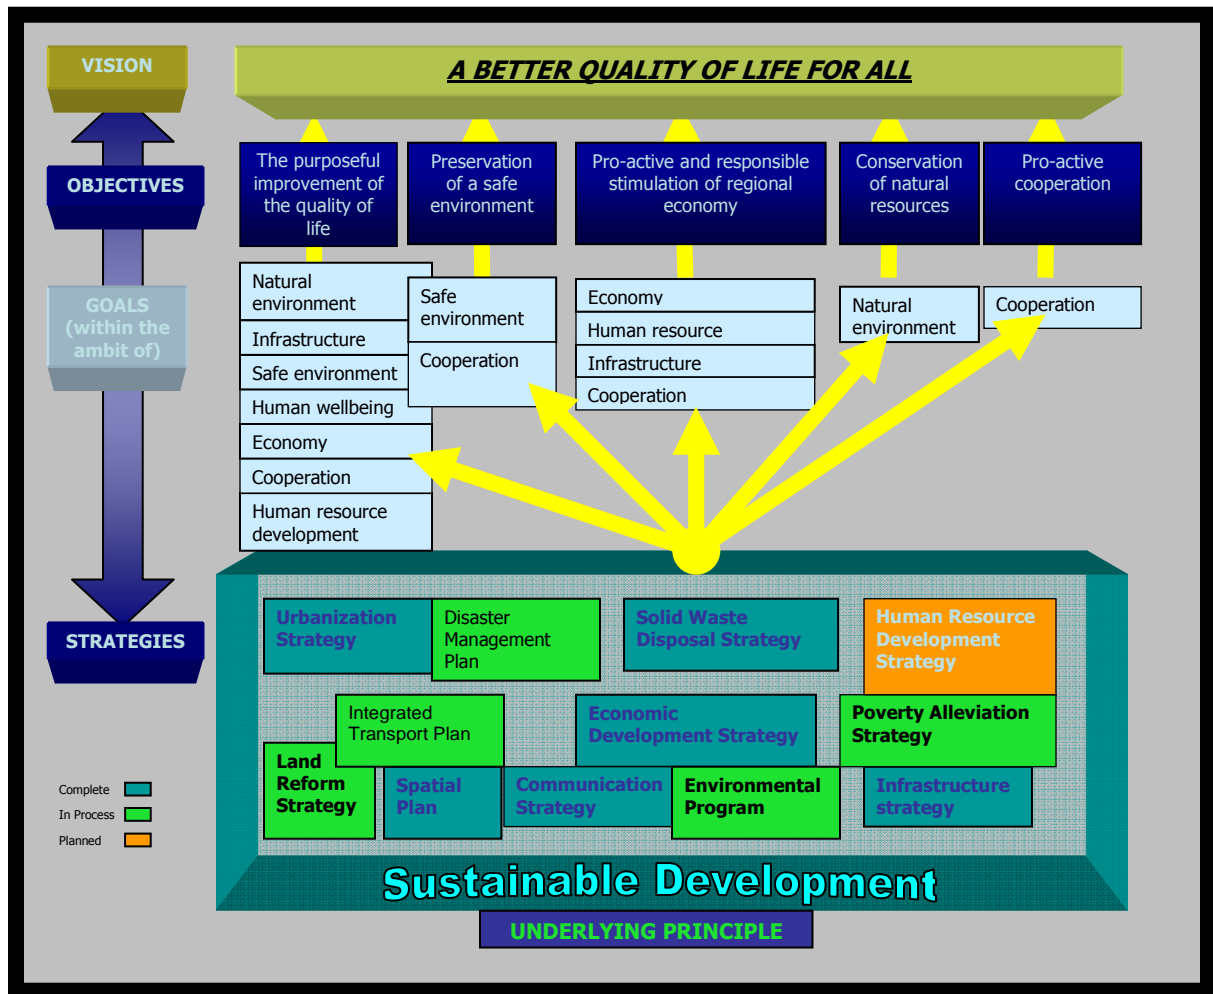 VISION
A BETTER QUALITY OF LIFE FOR ALL
OBJECTIVES
The purposeful
improvement of
the quality of
life
Preservation
of a safe
environment
Pro-active and responsible
stimulation of regional
economy
Conservation
of natural
resources
Pro-active
cooperation
GOALS
(within the
ambit of)
Natural
environment
Infrastructure
Safe environment
Human wellbeing
Economy
Cooperation
Human resource
development
Safe
environment
Cooperation
Economy
Human resource
Infrastructure
Cooperation
Natural
environment
Cooperation
STRATEGIES
Urbanization
Strategy
Disaster
Management
Plan
Solid Waste
Disposal Strategy
Human Resource
Development
Strategy
Integrated
Transport Plan
Economic
Development Strategy
Poverty Alleviation
Strategy
Land
Reform
Strategy
Spatial
Plan
Communication
Strategy
Environmental
Program
Infrastructure
strategy
Complete
In Process
Planned
Sustainable Development
UNDERLYING PRINCIPLE